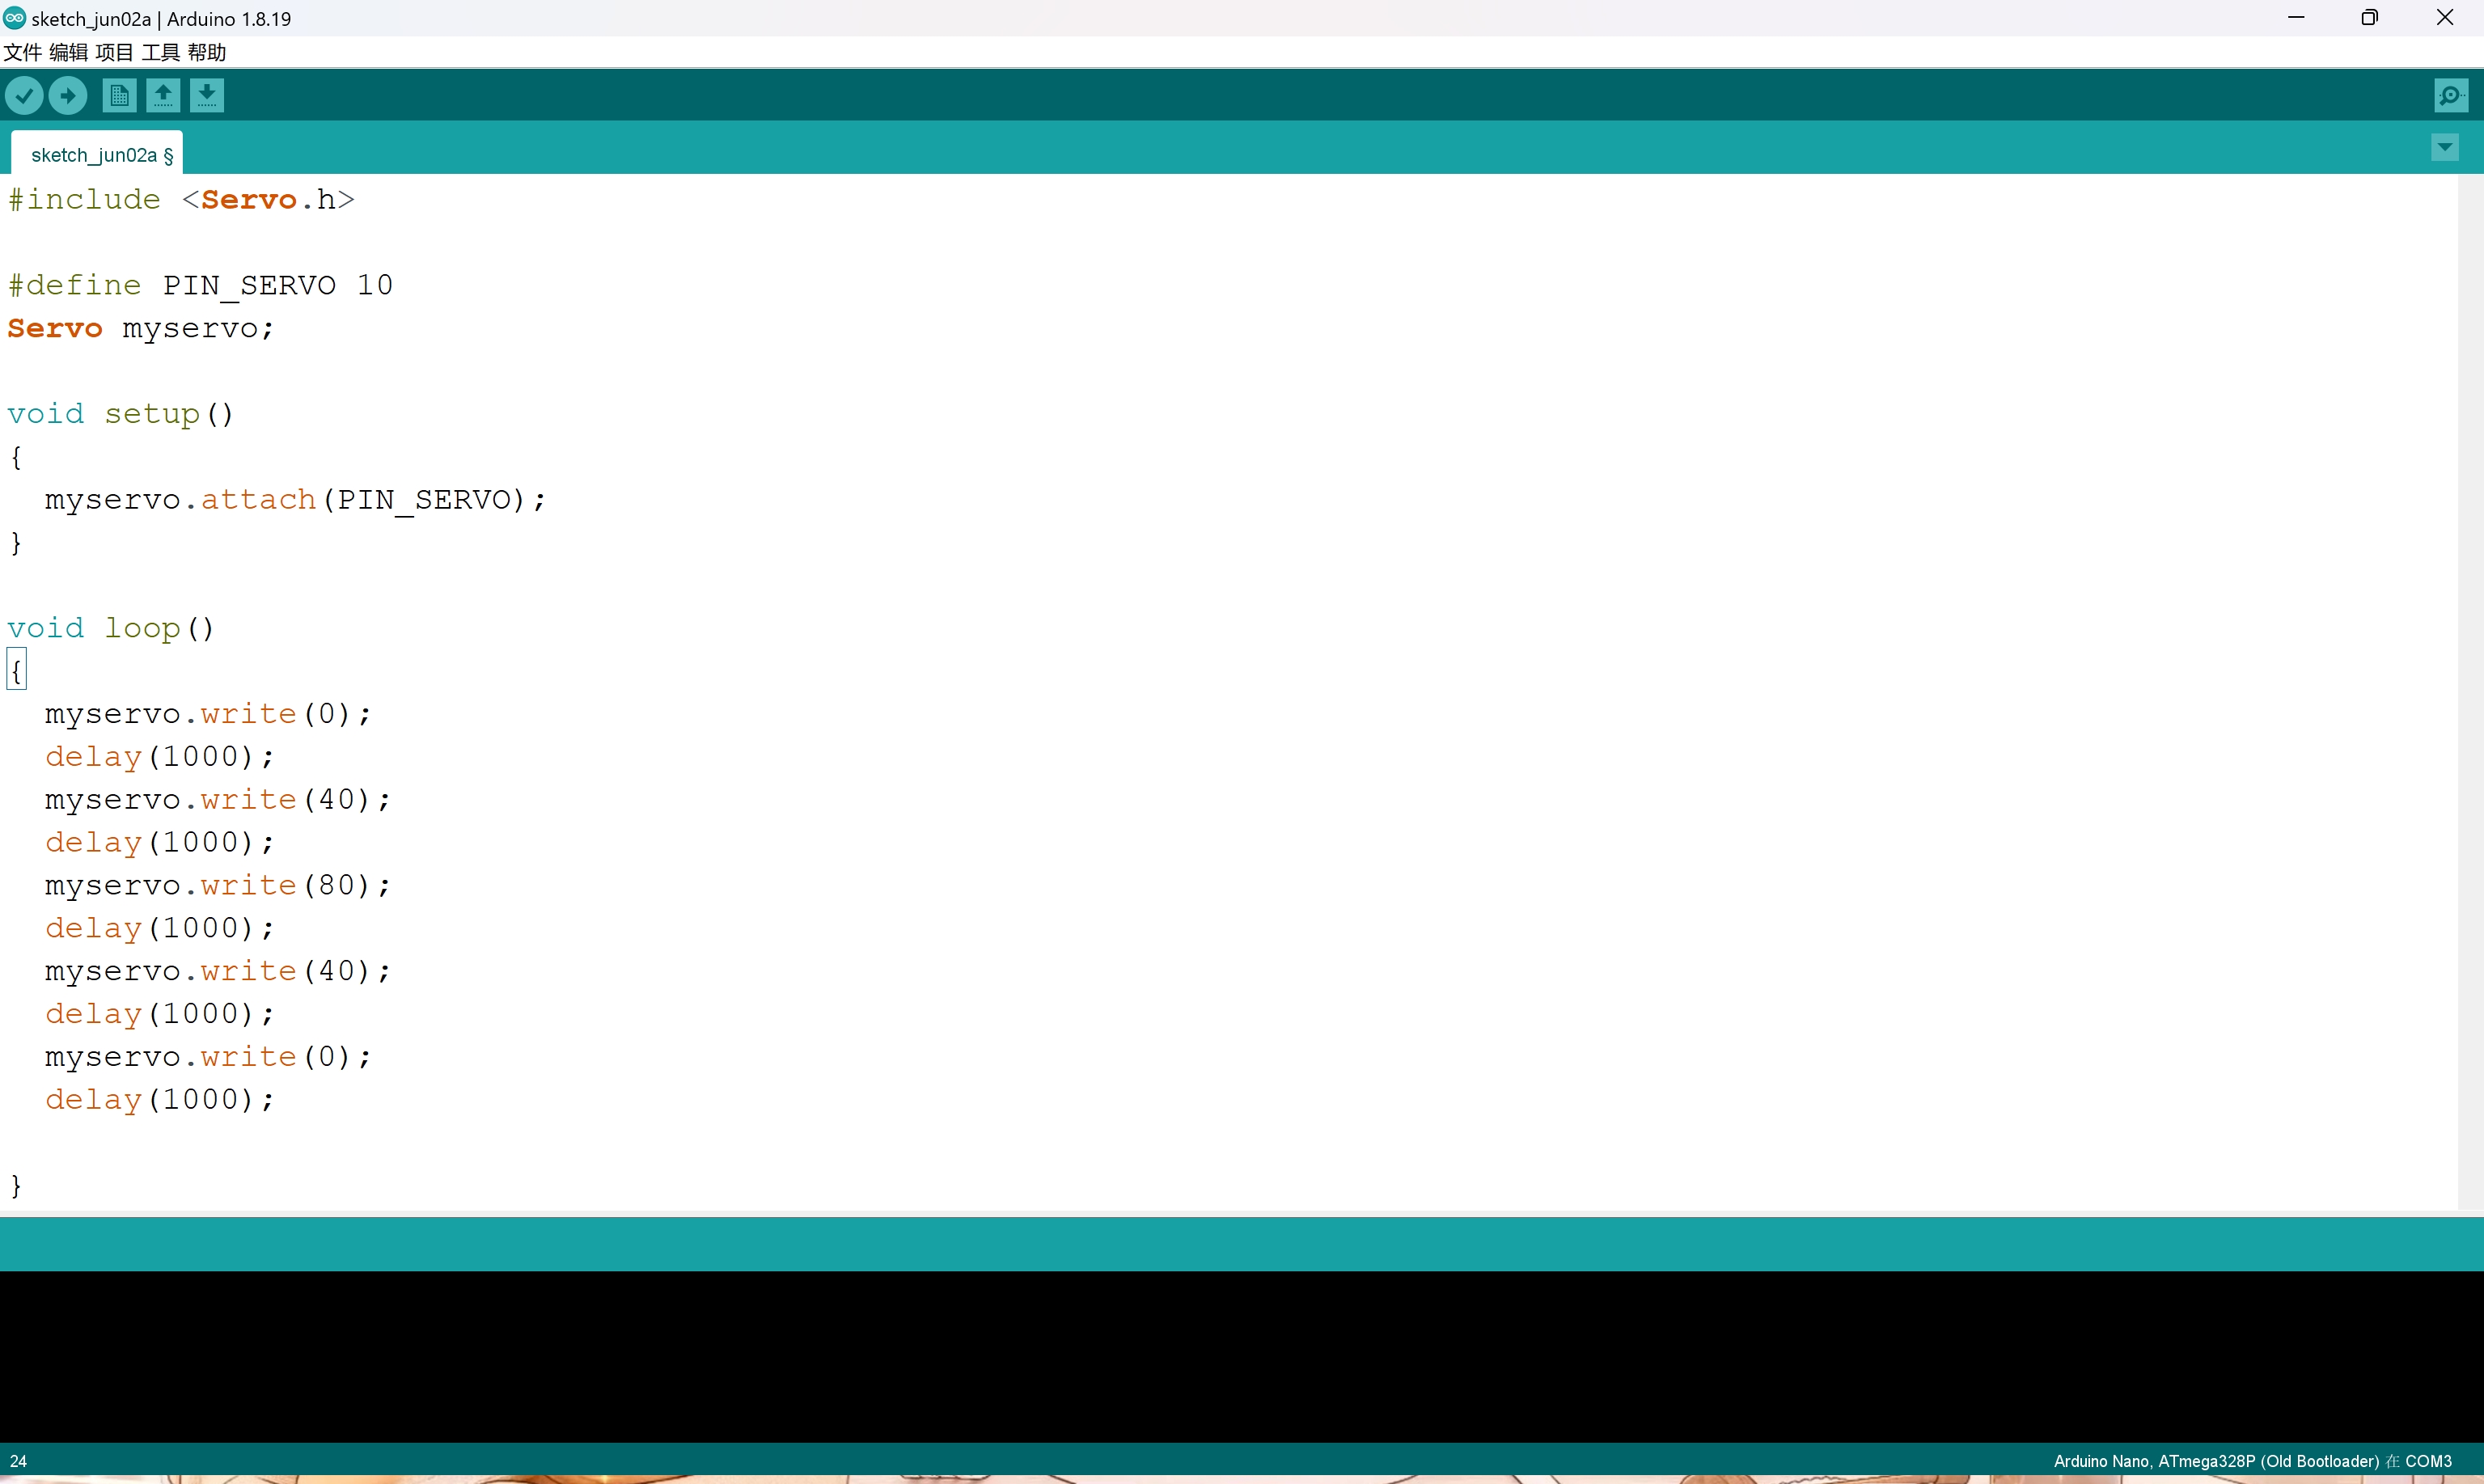 sketch_jun02a | Arduino 1.8.19
文件 编辑 项目 工具 帮助
sketch_jun02a §
#include <Servo.h>
#define PIN_SERVO 10
Servo myservo;
void setup()
{
  myservo.attach(PIN_SERVO);
}
void loop()
{
  myservo.write(0);
  delay(1000);
  myservo.write(40);
  delay(1000);
  myservo.write(80);
  delay(1000);
  myservo.write(40);
  delay(1000);
  myservo.write(0);
  delay(1000);
}
24
Arduino Nano, ATmega328P (Old Bootloader) 在 COM3